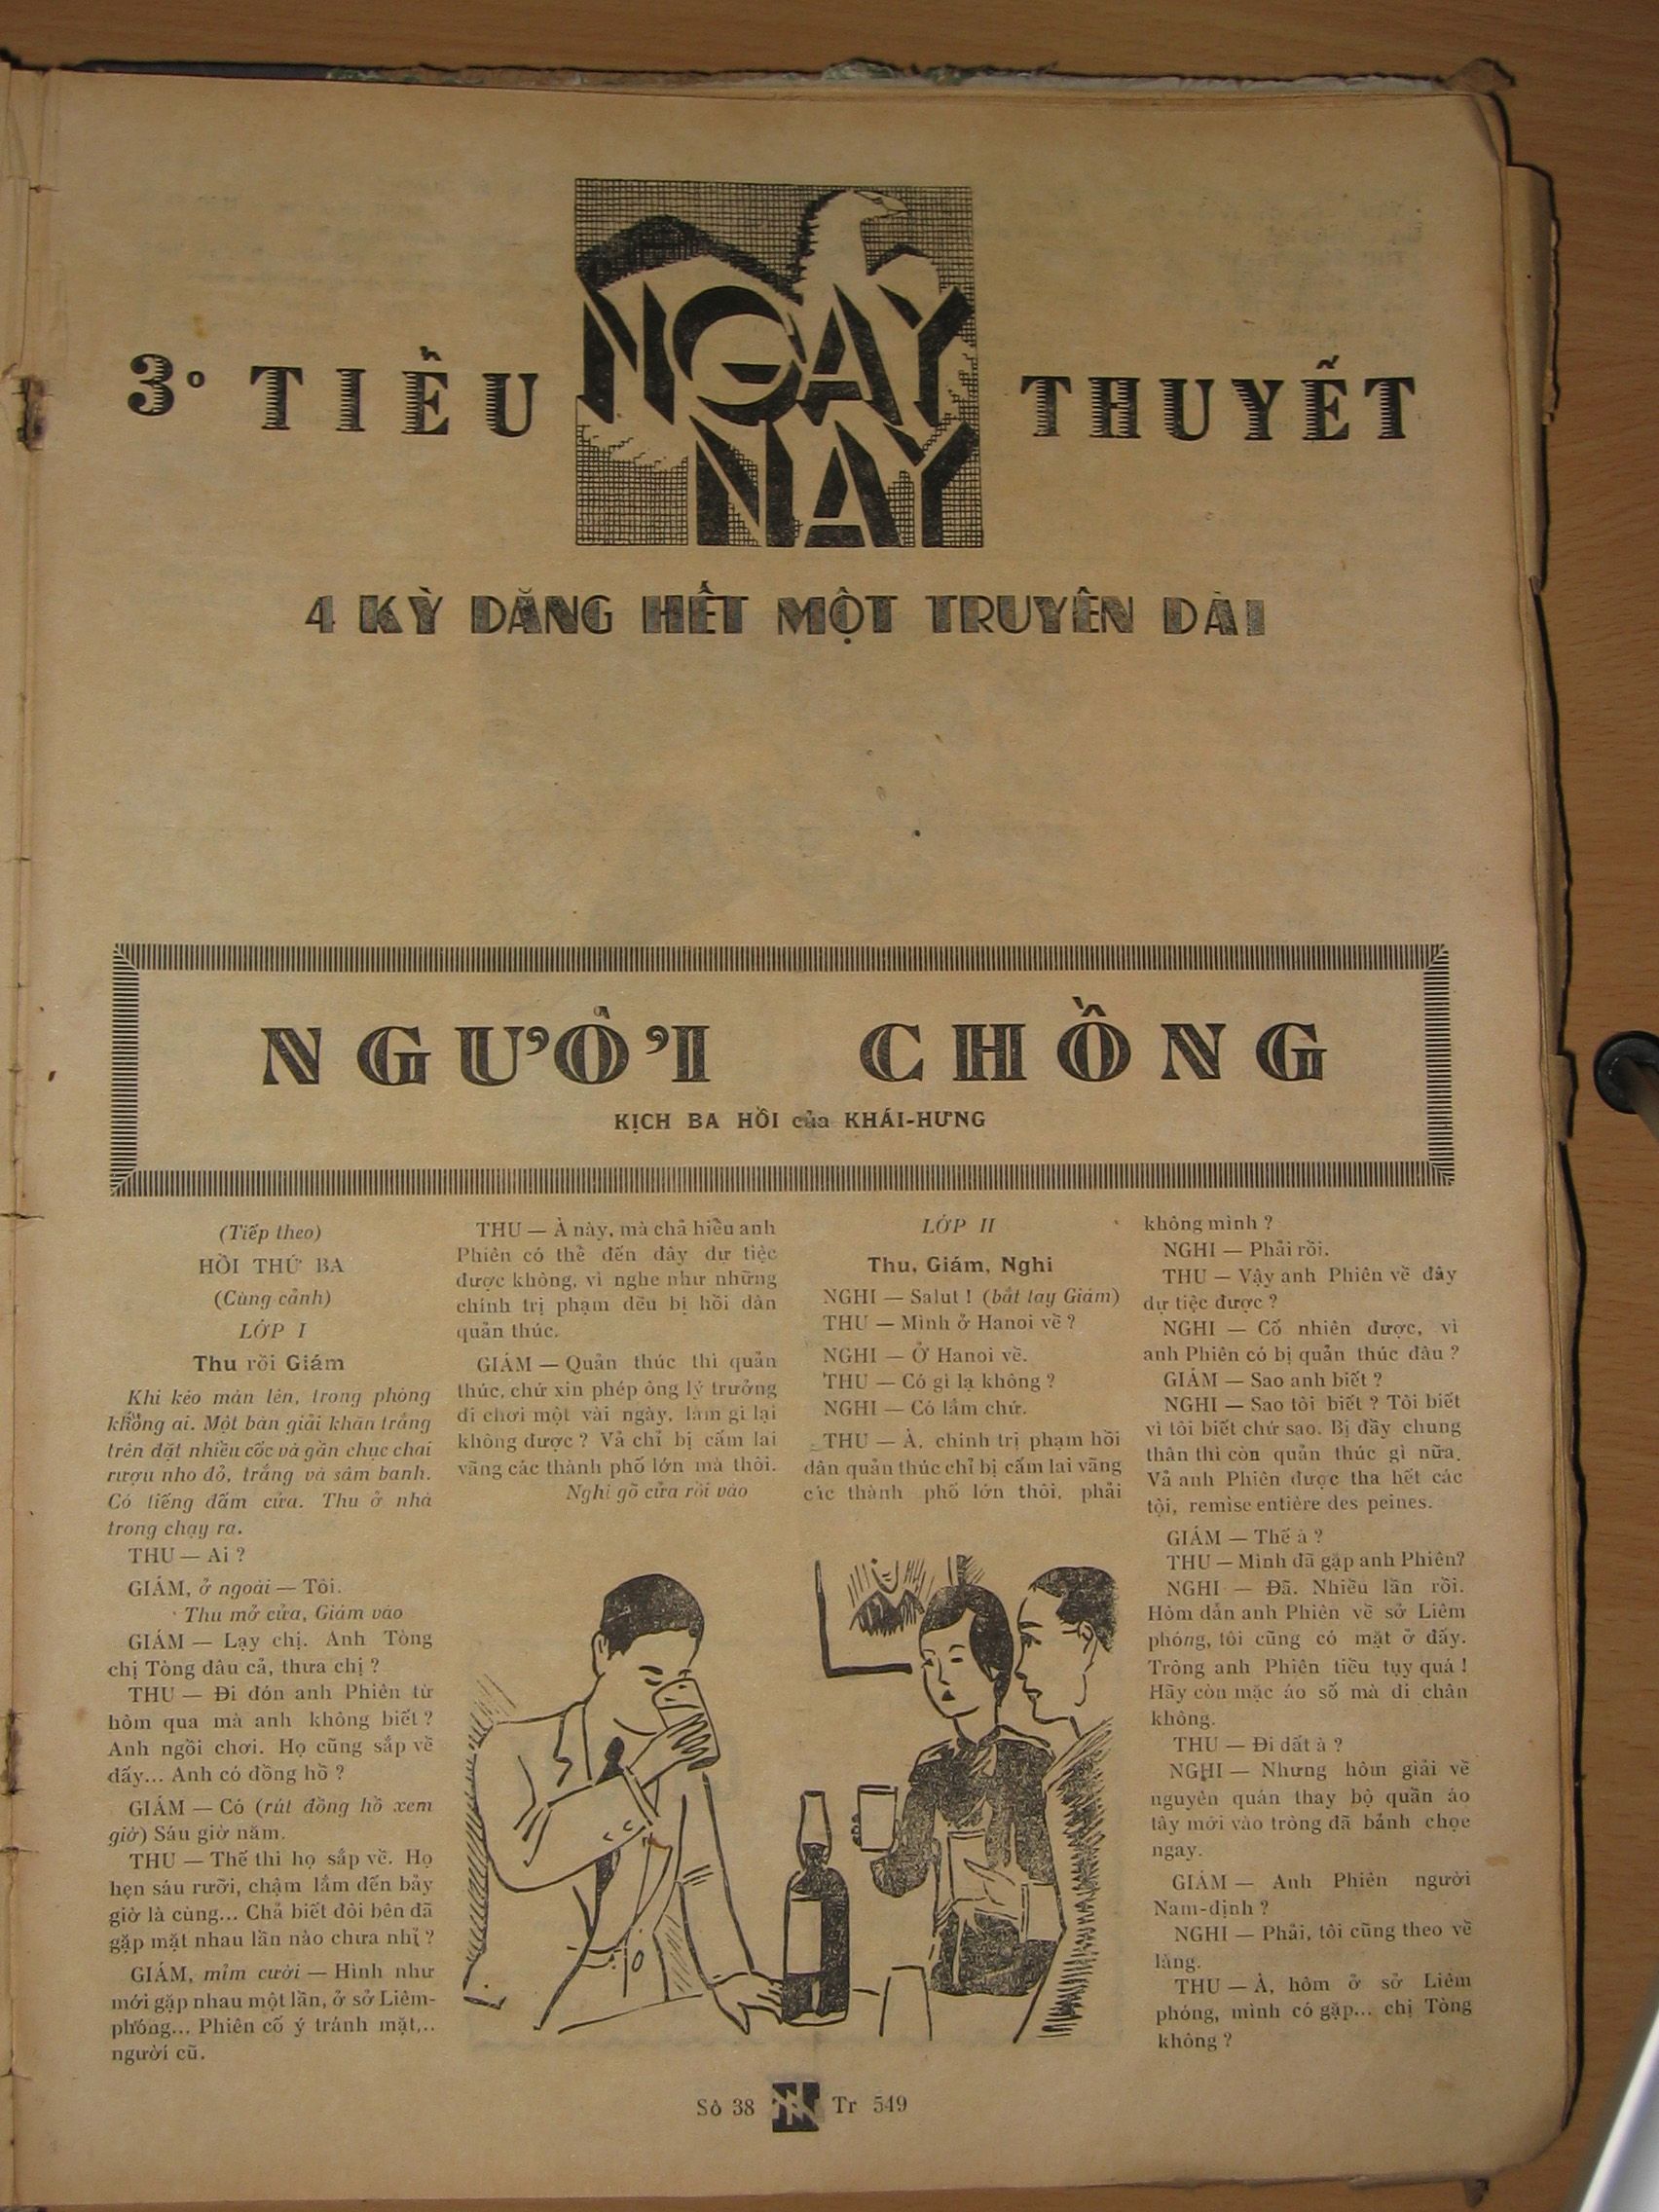 3º TIỂU THUYẾT
NGAY
NAY
4 KỲ ĐĂNG HẾT MỘT TRUYỆN DÀI
NGƯỜI CHỒNG
KỊCH BA HỒI của KHÁI-HƯNG
(Tiếp theo)
HỒI THỨ BA
(Cùng cảnh)
LỚP I
Thu rồi Giám
Khi kéo màn lên, trong phòng
không ai. Một bàn giải khăn trắng
trên đặt nhiều cốc và gần chục chai
rượu nho đỏ, trắng và sâm banh.
Có tiếng đấm cửa. Thu ở nhà
trong chạy ra.
THU — Ai ?
GIÁM, ở ngoài — Tôi.
Thu mở cửa, Giám vào
GIÁM — Lạy chị. Anh Tòng
chị Tòng đâu cả, thưa chị ?
THU — Đi đón anh Phiên từ
hôm qua mà anh không biết ?
Anh ngồi chơi. Họ cũng sắp về
đấy... Anh có đồng hồ ?
GIÁM — Có (rút đồng hồ xem
giờ) Sáu giờ năm.
THU — Thế thì họ sắp về. Họ
hẹn sáu rưỡi, chậm lắm đến bảy
giờ là cùng... Chả biết đôi bên đã
gặp mặt nhau lần nào chưa nhỉ ?
GIÁM, mỉm cười — Hình như
mới gặp nhau một lần, ở sở Liêm-
phóng... Phiên cố ý tránh mặt,..
người cũ.
THU — À này, mà chả hiểu anh
Phiên có thể đến đây dự tiệc
được không, vì nghe như những
chính trị phạm đều bị hồi dân
quản thúc.
GIÁM — Quản thúc thì quản
thúc, chứ xin phép ông lý trưởng
đi chơi một vài ngày, làm gì lại
không được ? Vả chỉ bị cấm lai
vãng các thành phố lớn mà thôi.
Nghi gõ cửa rồi vào
LỚP II
Thu, Giám, Nghi
NGHI — Salut ! (bắt tay Giám)
THU — Mình ở Hanoi về ?
NGHI — Ở Hanoi về.
THU — Có gì lạ không ?
NGHI — Có lắm chứ.
THU — À, chính trị phạm hồi
dân quản thúc chỉ bị cấm lai vãng
các thành phố lớn thôi, phải
không mình ?
NGHI — Phải rồi.
THU — Vậy anh Phiên về đây
dự tiệc được ?
NGHI — Cố nhiên được, vì
anh Phiên có bị quản thúc đâu ?
GIÁM — Sao anh biết ?
NGHI — Sao tôi biết ? Tôi biết
vì tôi biết chứ sao. Bị đầy chung
thân thì còn quản thúc gì nữa.
Vả anh Phiên được tha hết các
tội, remise entière des peines.
GIÁM — Thế à ?
THU — Mình đã gặp anh Phiên?
NGHI — Đã. Nhiều lần rồi.
Hôm dẫn anh Phiên về sở Liêm
phóng, tôi cũng có mặt ở đấy.
Trông anh Phiên tiều tụy quá !
Hãy còn mặc áo số mà đi chân
không.
THU — Đi đất à ?
NGHI — Nhưng hôm giải về
nguyên quán thay bộ quần áo
tây mới vào trông đã bảnh chọe
ngay.
GIÁM — Anh Phiên người
Nam-định ?
NGHI — Phải, tôi cũng theo về
làng.
THU — À, hôm ở sở Liêm
phóng, mình có gặp... chị Tòng
không ?
Số 38 Tr 549